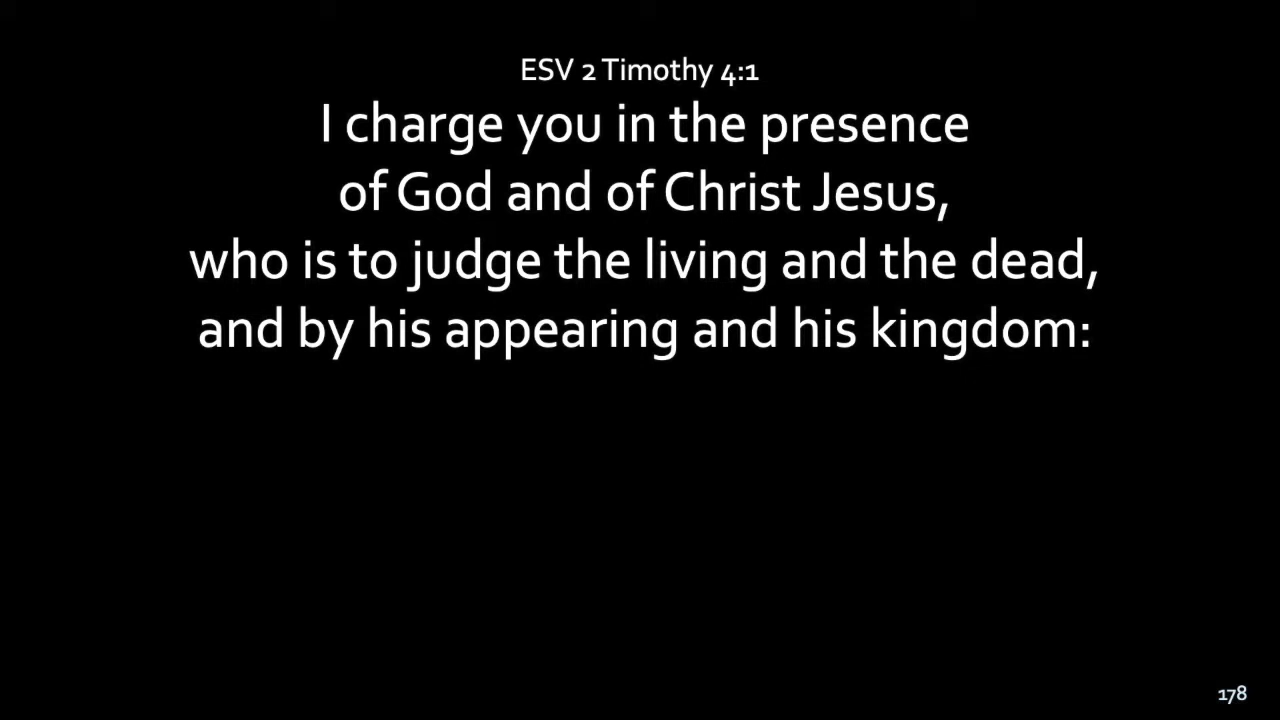 ESV 2 Timothy 4:1
I charge you in the presence
of God and of Christ Jesus,
who is to judge the living and the dead,
and by his appearing and his kingdom:
178